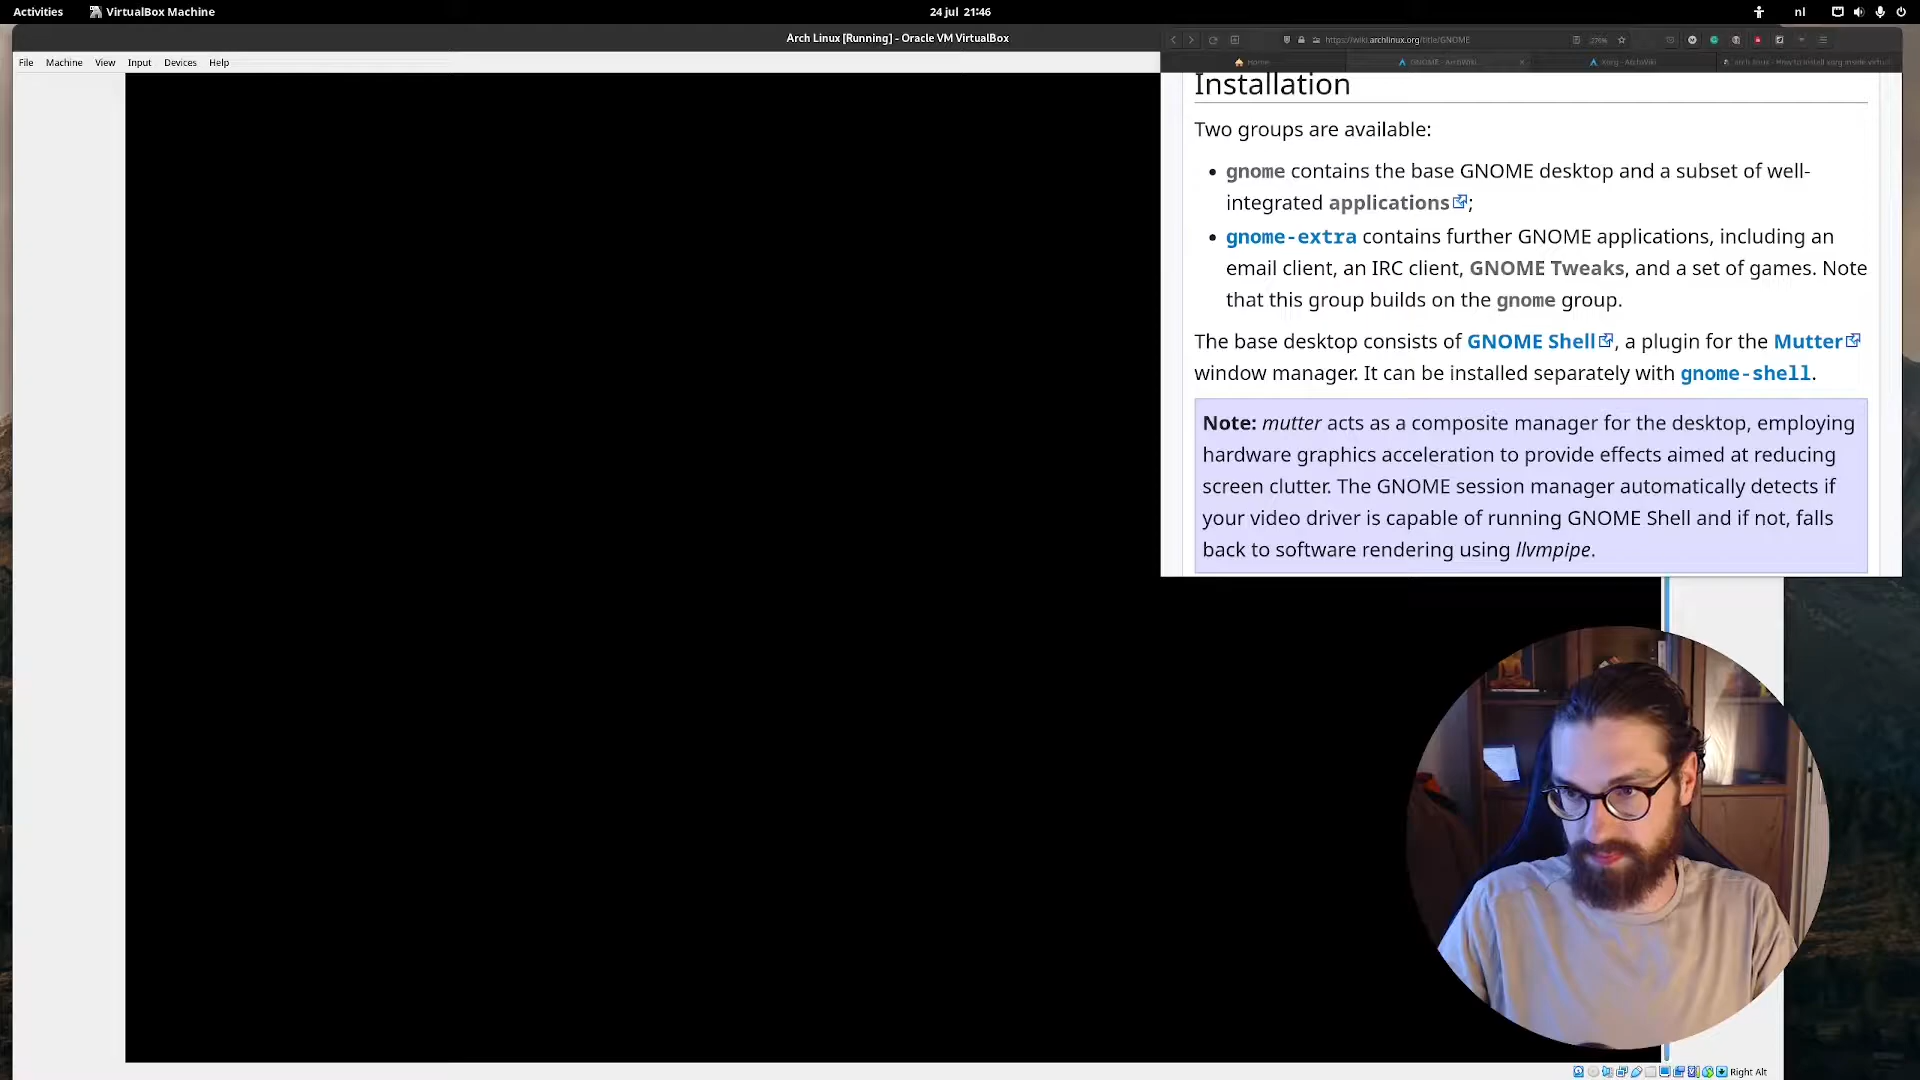 Activities
VirtualBox Machine
24 jul 21:46
nl
Arch Linux [Running] - Oracle VM VirtualBox
File Machine View Input Devices Help
https://wiki.archlinux.org/title/GNOME
Home
GNOME - ArchWiki
Xorg - ArchWiki
Installation
Two groups are available:
• gnome contains the base GNOME desktop and a subset of well-
integrated applications;
• gnome-extra contains further GNOME applications, including an
email client, an IRC client, GNOME Tweaks, and a set of games. Note
that this group builds on the gnome group.
The base desktop consists of GNOME Shell, a plugin for the Mutter
window manager. It can be installed separately with gnome-shell.
Note: mutter acts as a composite manager for the desktop, employing
hardware graphics acceleration to provide effects aimed at reducing
screen clutter. The GNOME session manager automatically detects if
your video driver is capable of running GNOME Shell and if not, falls
back to software rendering using llvmpipe.
Right Alt